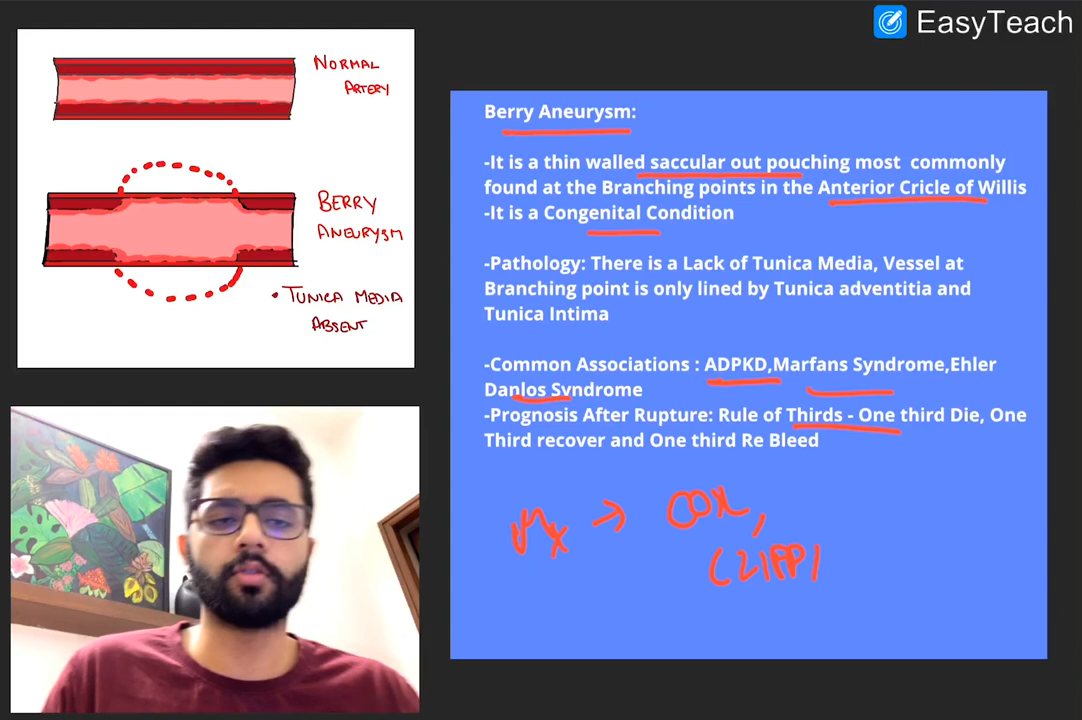 EasyTeach
NORMAL
ARTERY
BERRY
ANEURYSM
• TUNICA MEDIA
ABSENT
Berry Aneurysm:
-It is a thin walled saccular out pouching most commonly
found at the Branching points in the Anterior Cricle of Willis
-It is a Congenital Condition
-Pathology: There is a Lack of Tunica Media, Vessel at
Branching point is only lined by Tunica adventitia and
Tunica Intima
-Common Associations : ADPKD,Marfans Syndrome,Ehler
Danlos Syndrome
-Prognosis After Rupture: Rule of Thirds - One third Die, One
Third recover and One third Re Bleed
→